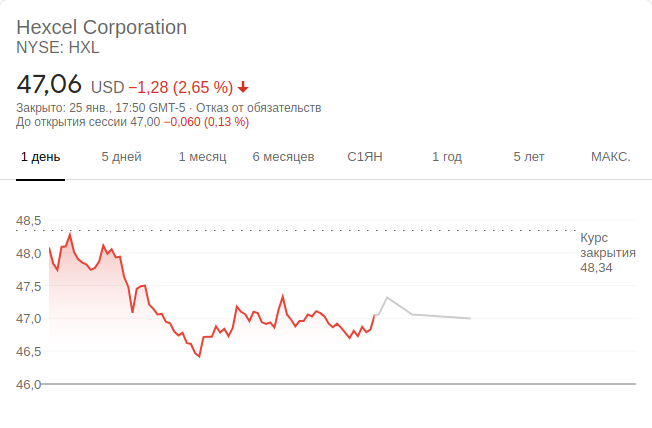 Hexcel Corporation
NYSE: HXL
47,06 USD −1,28 (2,65 %)
Закрыто: 25 янв., 17:50 GMT-5 · Отказ от обязательств
До открытия сессии 47,00 −0,060 (0,13 %)
1 день 5 дней 1 месяц 6 месяцев С1ЯН 1 год 5 лет МАКС.
48,5
Курс
закрытия
48,34
48,0
47,5
47,0
46,5
46,0